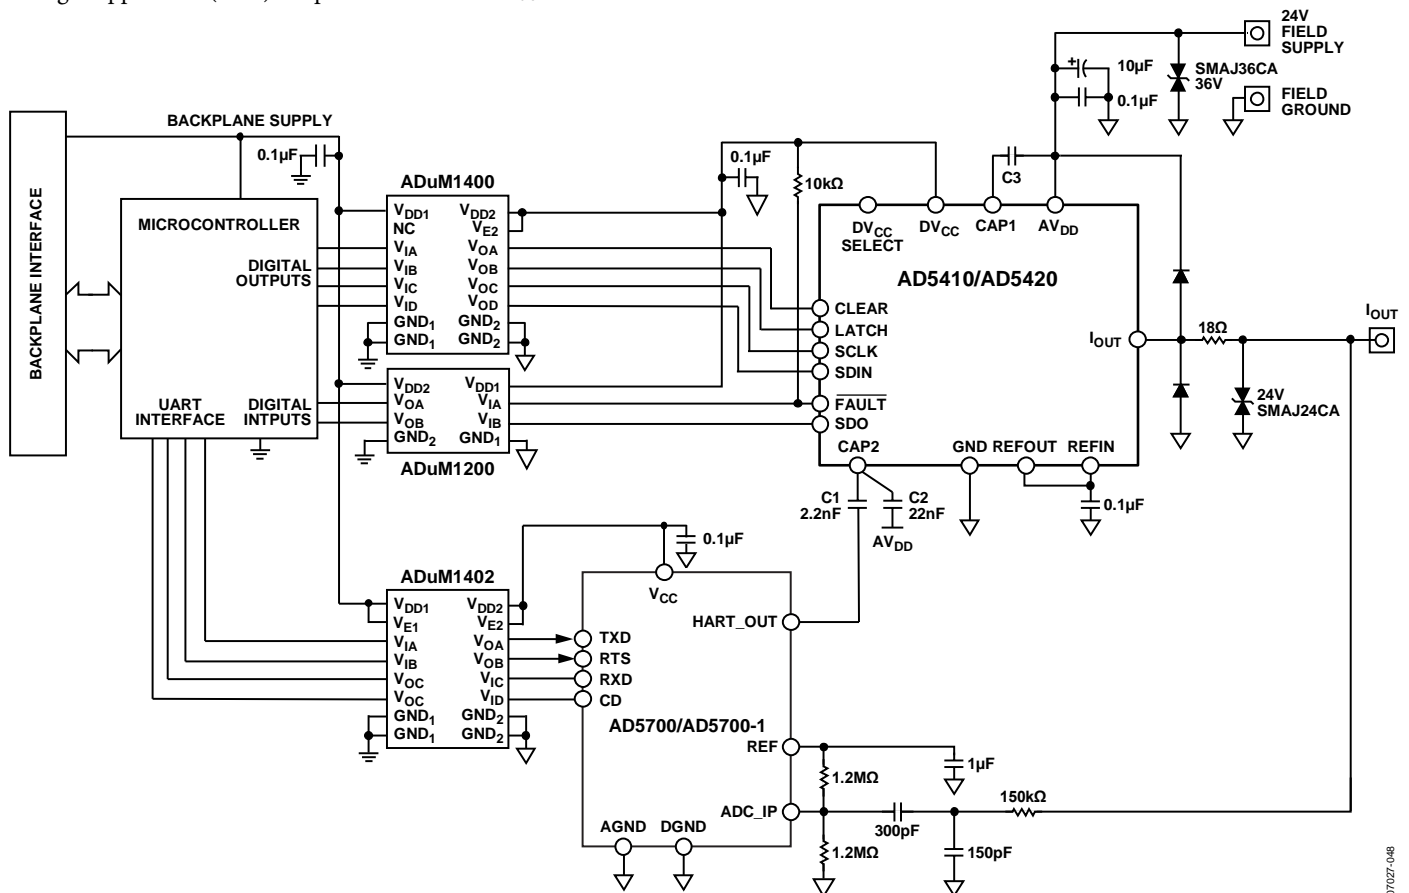 24V
FIELD
SUPPLY
10µF
SMAJ36CA
36V
0.1µF
FIELD
GROUND
BACKPLANE SUPPLY
0.1µF
BACKPLANE INTERFACE
MICROCONTROLLER
DIGITAL
OUTPUTS
UART
INTERFACE
DIGITAL
INTPUTS
ADuM1400
VDD1
NC
VIA
VIB
VIC
VID
GND1
GND1
VDD2
VE2
VOA
VOB
VOC
VOD
GND2
GND2
VDD2
VOA
VOB
GND2
VDD1
VIA
VIB
GND1
ADuM1200
0.1µF
10kΩ
C3
DVCC
SELECT
DVCC
CAP1
AVDD
AD5410/AD5420
CLEAR
LATCH
SCLK
SDIN
FAULT
SDO
IOUT
CAP2
GND
REFOUT
REFIN
18Ω
IOUT
24V
SMAJ24CA
C1
2.2nF
C2
22nF
AVDD
0.1µF
0.1µF
ADuM1402
VDD1
VE1
VIA
VIB
VOC
VOC
GND1
GND1
VDD2
VE2
VOA
VOB
VIC
VID
GND2
GND2
VCC
HART_OUT
TXD
RTS
RXD
CD
AD5700/AD5700-1
REF
ADC_IP
AGND
DGND
1.2MΩ
1µF
150kΩ
300pF
1.2MΩ
150pF
07027-048